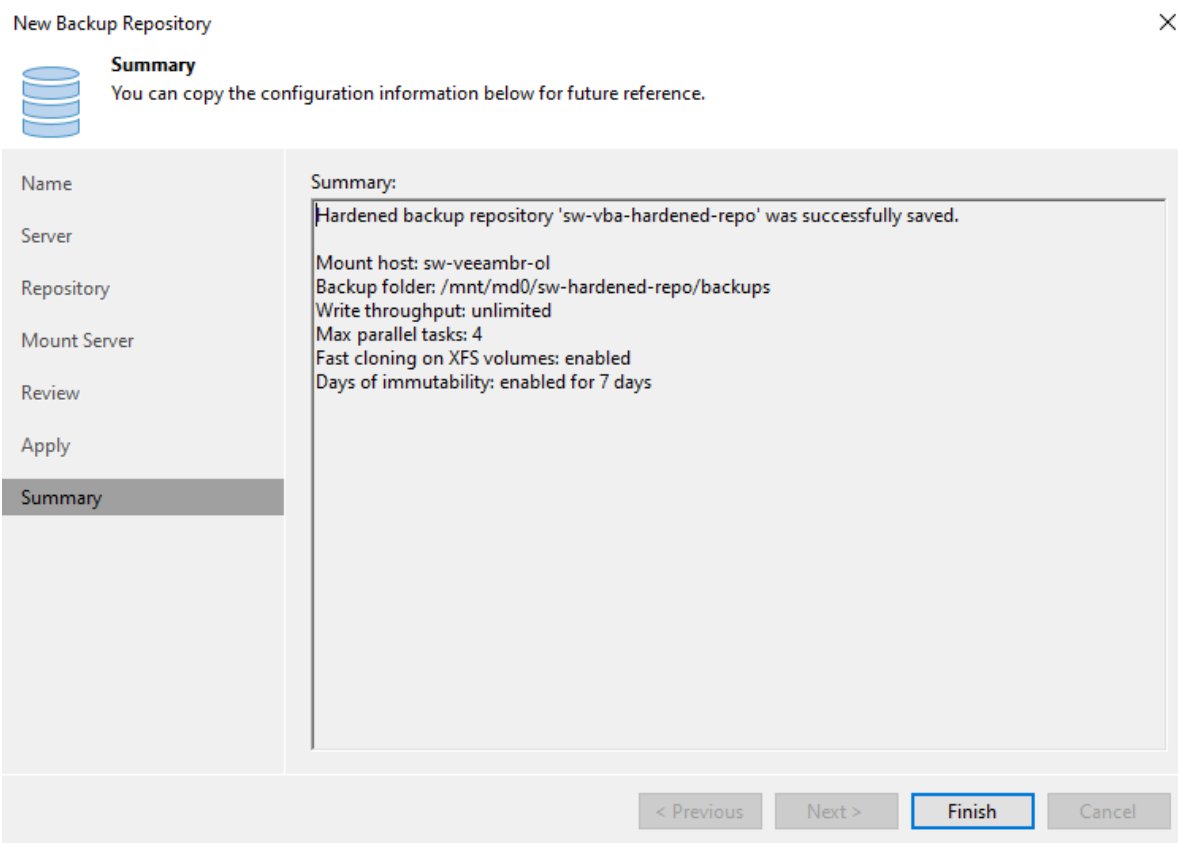 New Backup Repository
Summary
You can copy the configuration information below for future reference.
Name
Server
Repository
Mount Server
Review
Apply
Summary
Summary:
Hardened backup repository 'sw-vba-hardened-repo' was successfully saved.
Mount host: sw-veeambr-ol
Backup folder: /mnt/md0/sw-hardened-repo/backups
Write throughput: unlimited
Max parallel tasks: 4
Fast cloning on XFS volumes: enabled
Days of immutability: enabled for 7 days
< Previous
Next >
Finish
Cancel